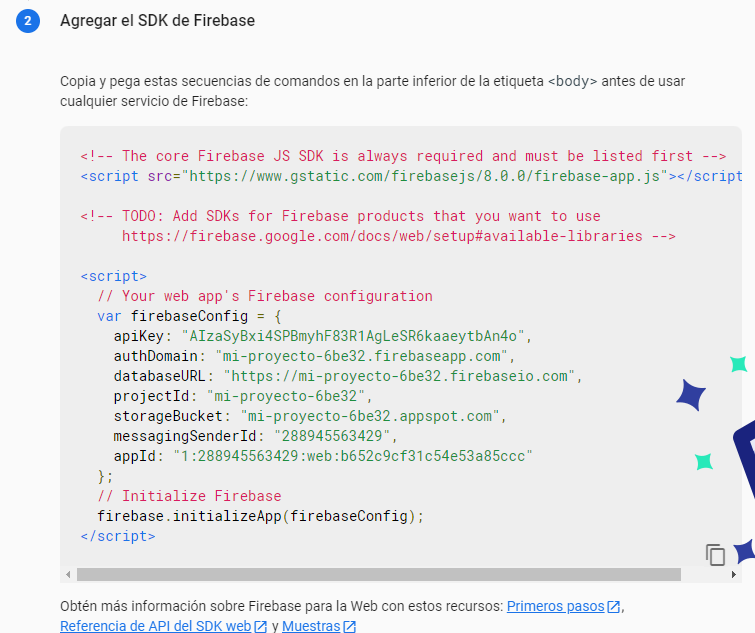 2 Agregar el SDK de Firebase
Copia y pega estas secuencias de comandos en la parte inferior de la etiqueta <body> antes de usar
cualquier servicio de Firebase:
<!-- The core Firebase JS SDK is always required and must be listed first -->
<script src="https://www.gstatic.com/firebasejs/8.0.0/firebase-app.js"></script
<!-- TODO: Add SDKs for Firebase products that you want to use
https://firebase.google.com/docs/web/setup#available-libraries -->
<script>
// Your web app's Firebase configuration
var firebaseConfig = {
apiKey: "AIzaSyBxi4SPBmyhF83R1AgLeSR6kaaeytbAn4o",
authDomain: "mi-proyecto-6be32.firebaseapp.com",
databaseURL: "https://mi-proyecto-6be32.firebaseio.com",
projectId: "mi-proyecto-6be32",
storageBucket: "mi-proyecto-6be32.appspot.com",
messagingSenderId: "288945563429",
appId: "1:288945563429:web:b652c9cf31c54e53a85ccc"
};
// Initialize Firebase
firebase.initializeApp(firebaseConfig);
</script>
Obtén más información sobre Firebase para la Web con estos recursos: Primeros pasos,
Referencia de API del SDK web y Muestras